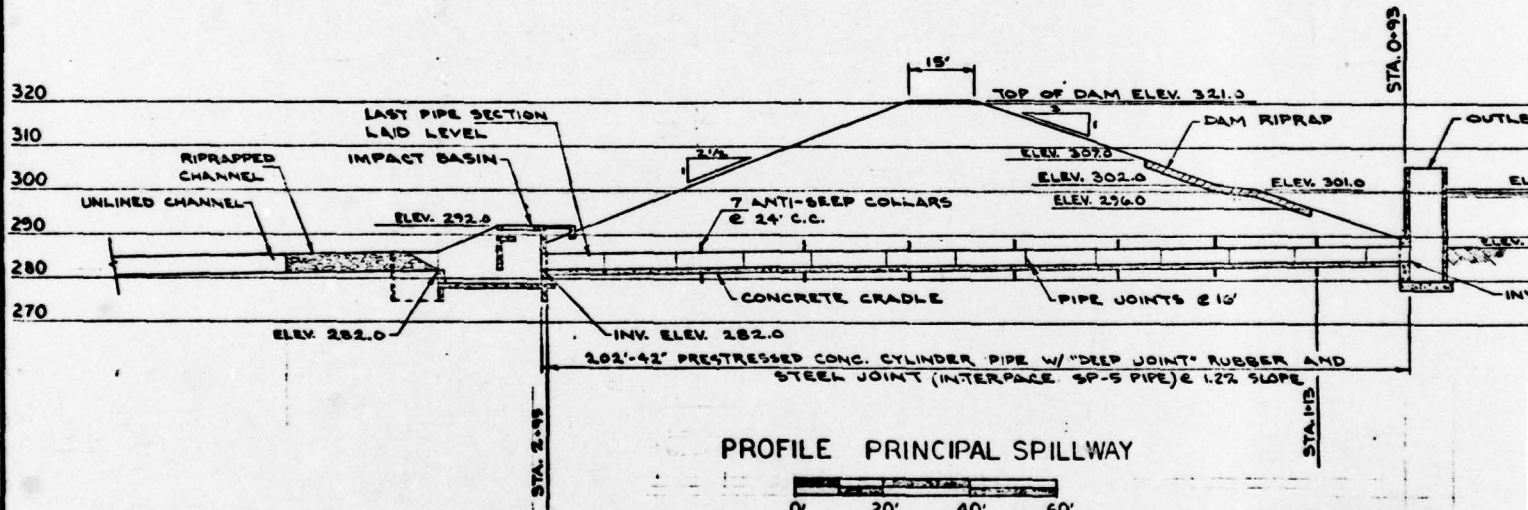 STA. 0+93
15'
320
TOP OF DAM ELEV. 321.0
LAST PIPE SECTION
LAID LEVEL
3
1
DAM RIPRAP
OUTLE
310
RIPRAPPED
CHANNEL
IMPACT BASIN
2½
1
ELEV. 307.0
300
ELEV. 302.0
ELEV. 301.0
EL
UNLINED CHANNEL
7 ANTI-SEEP COLLARS
@ 24' C.C.
ELEV. 296.0
ELEV. 292.0
290
ELEV.
280
CONCRETE CRADLE
PIPE JOINTS @ 16'
INV
270
ELEV. 282.0
INV. ELEV. 282.0
202'-42" PRESTRESSED CONC. CYLINDER PIPE W/ "DEEP JOINT" RUBBER AND
STEEL JOINT (INTERPACE SP-5 PIPE) @ 1.2% SLOPE
STA. 2+95
STA. 1+13
PROFILE PRINCIPAL SPILLWAY
0' 20' 40' 60'